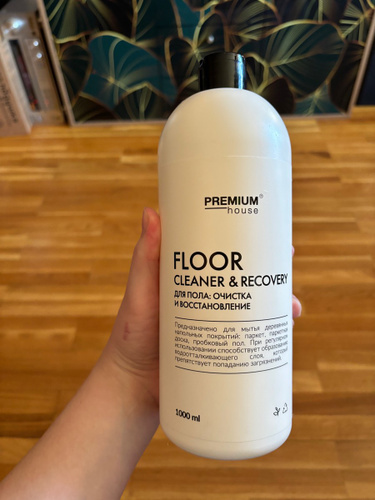 PREMIUM®
house
FLOOR
CLEANER & RECOVERY
ДЛЯ ПОЛА: ОЧИСТКА
И ВОССТАНОВЛЕНИЕ
Предназначено для мытья деревянных
напольных покрытий: паркет, паркетная
доска, пробковый пол. При регулярном
использовании способствует образованию
водоотталкивающего слоя, который
препятствует попаданию загрязнений.
1000 ml